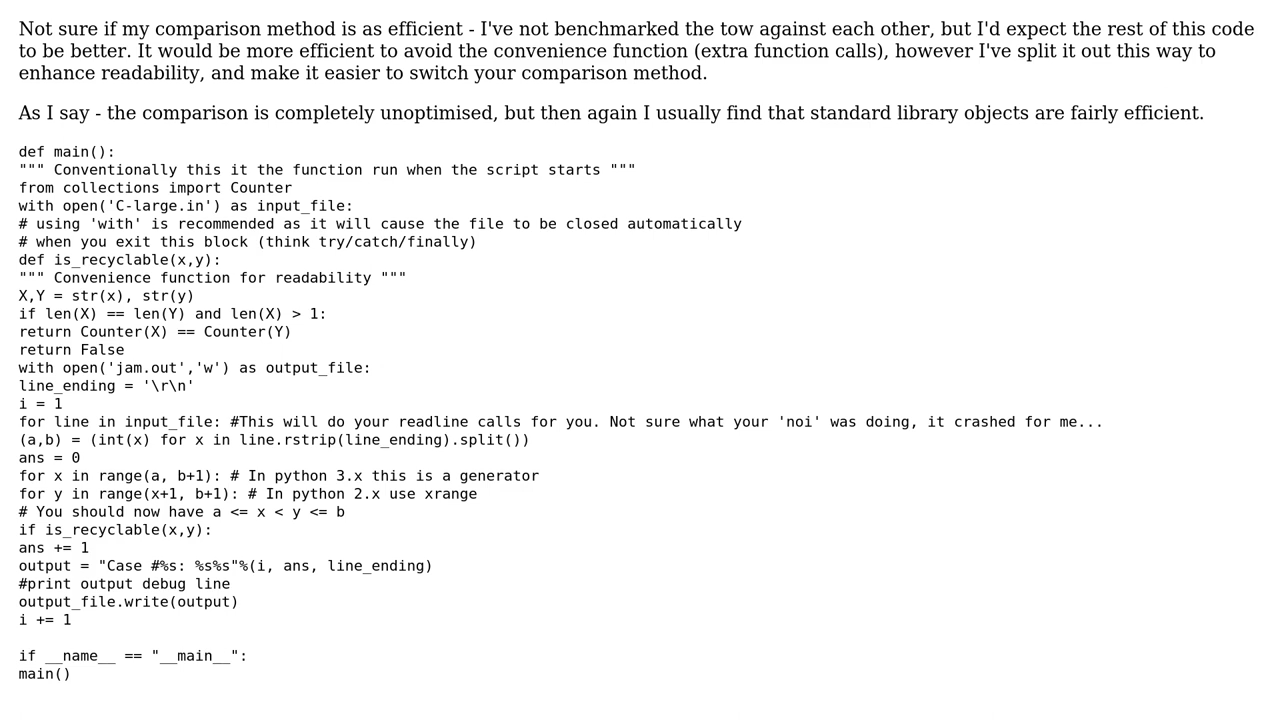 Not sure if my comparison method is as efficient - I've not benchmarked the tow against each other, but I'd expect the rest of this code
to be better. It would be more efficient to avoid the convenience function (extra function calls), however I've split it out this way to
enhance readability, and make it easier to switch your comparison method.
As I say - the comparison is completely unoptimised, but then again I usually find that standard library objects are fairly efficient.
def main():
""" Conventionally this it the function run when the script starts """
from collections import Counter
with open('C-large.in') as input_file:
# using 'with' is recommended as it will cause the file to be closed automatically
# when you exit this block (think try/catch/finally)
def is_recyclable(x,y):
""" Convenience function for readability """
X,Y = str(x), str(y)
if len(X) == len(Y) and len(X) > 1:
return Counter(X) == Counter(Y)
return False
with open('jam.out','w') as output_file:
line_ending = '\r\n'
i = 1
for line in input_file: #This will do your readline calls for you. Not sure what your 'noi' was doing, it crashed for me...
(a,b) = (int(x) for x in line.rstrip(line_ending).split())
ans = 0
for x in range(a, b+1): # In python 3.x this is a generator
for y in range(x+1, b+1): # In python 2.x use xrange
# You should now have a <= x < y <= b
if is_recyclable(x,y):
ans += 1
output = "Case #%s: %s%s"%(i, ans, line_ending)
#print output debug line
output_file.write(output)
i += 1
if __name__ == "__main__":
main()